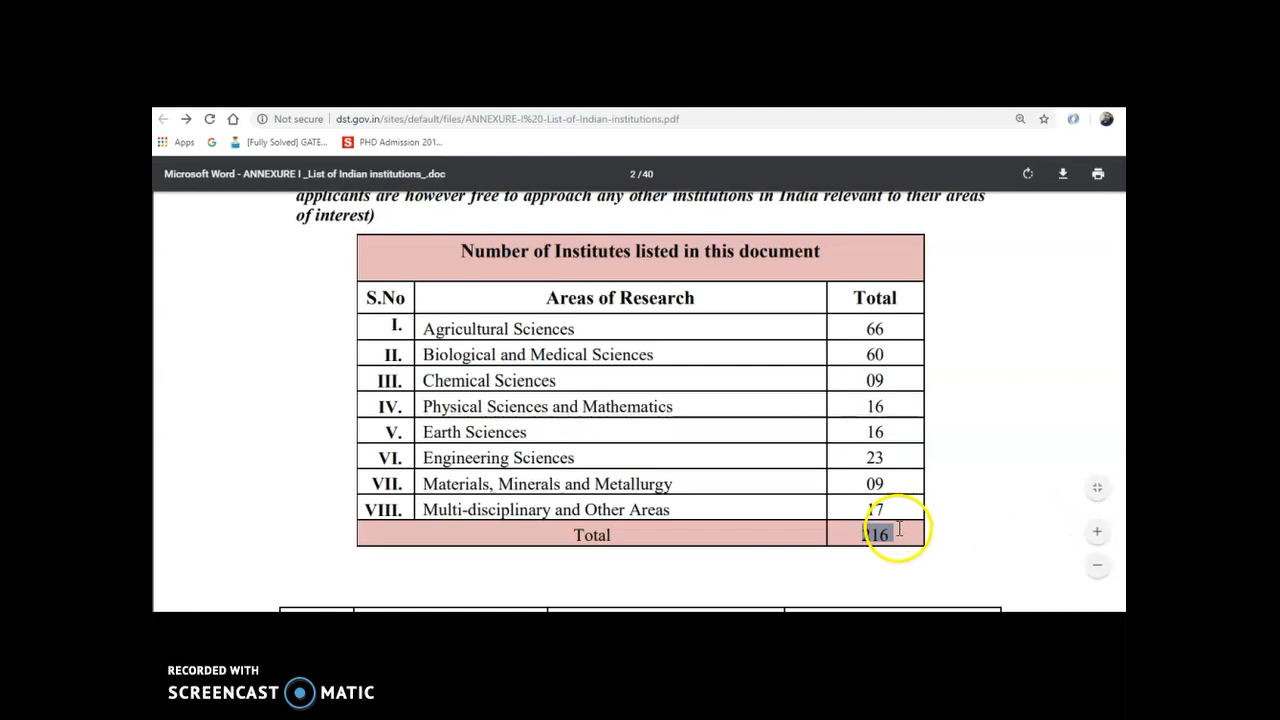 Not secure | dst.gov.in/sites/default/files/ANNEXURE-I%20-List-of-Indian-institutions.pdf
Apps [Fully Solved] GATE... PHD Admission 201...
Microsoft Word - ANNEXURE I _List of Indian institutions_.doc 2 / 40
applicants are however free to approach any other institutions in India relevant to their areas
of interest)
Number of Institutes listed in this document
S.No Areas of Research Total
I. Agricultural Sciences 66
II. Biological and Medical Sciences 60
III. Chemical Sciences 09
IV. Physical Sciences and Mathematics 16
V. Earth Sciences 16
VI. Engineering Sciences 23
VII. Materials, Minerals and Metallurgy 09
VIII. Multi-disciplinary and Other Areas 17
Total 216
RECORDED WITH
SCREENCAST MATIC